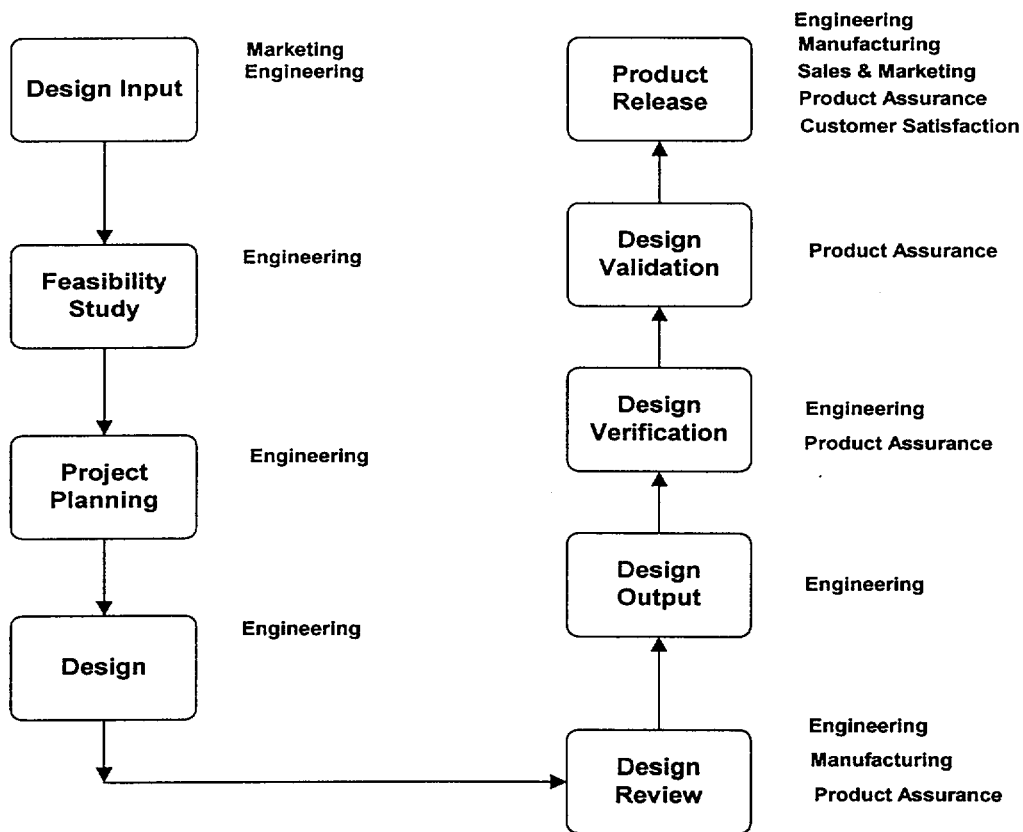 Design Input
Marketing
Engineering
Feasibility
Study
Engineering
Project
Planning
Engineering
Design
Engineering
Design
Review
Engineering
Manufacturing
Product Assurance
Design
Output
Engineering
Design
Verification
Engineering
Product Assurance
Design
Validation
Product Assurance
Product
Release
Engineering
Manufacturing
Sales & Marketing
Product Assurance
Customer Satisfaction